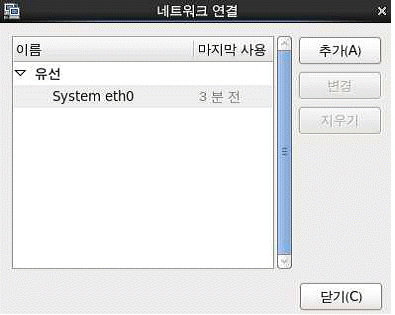 네트워크 연결
이름 마지막 사용
유선
System eth0 3 분 전
추가(A)
변경
지우기
닫기(C)